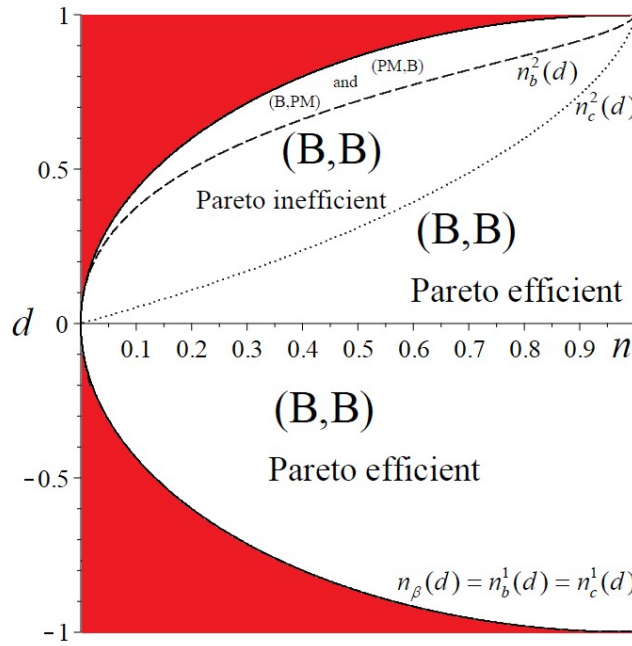 1
(PM,B)
and
(B,PM)
n_b^2(d)
n_c^2(d)
(B,B)
0.5
Pareto inefficient
(B,B)
Pareto efficient
d
0
0.1 0.2 0.3 0.4 0.5 0.6 0.7 0.8 0.9 n
(B,B)
Pareto efficient
-0.5
n_β(d) = n_b^1(d) = n_c^1(d)
-1